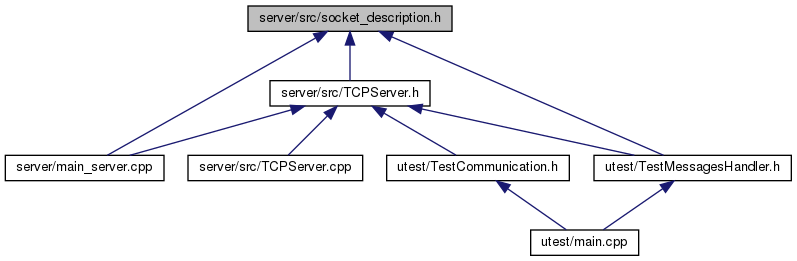 server/src/socket_description.h
server/src/TCPServer.h
server/main_server.cpp
server/src/TCPServer.cpp
utest/TestCommunication.h
utest/TestMessagesHandler.h
utest/main.cpp